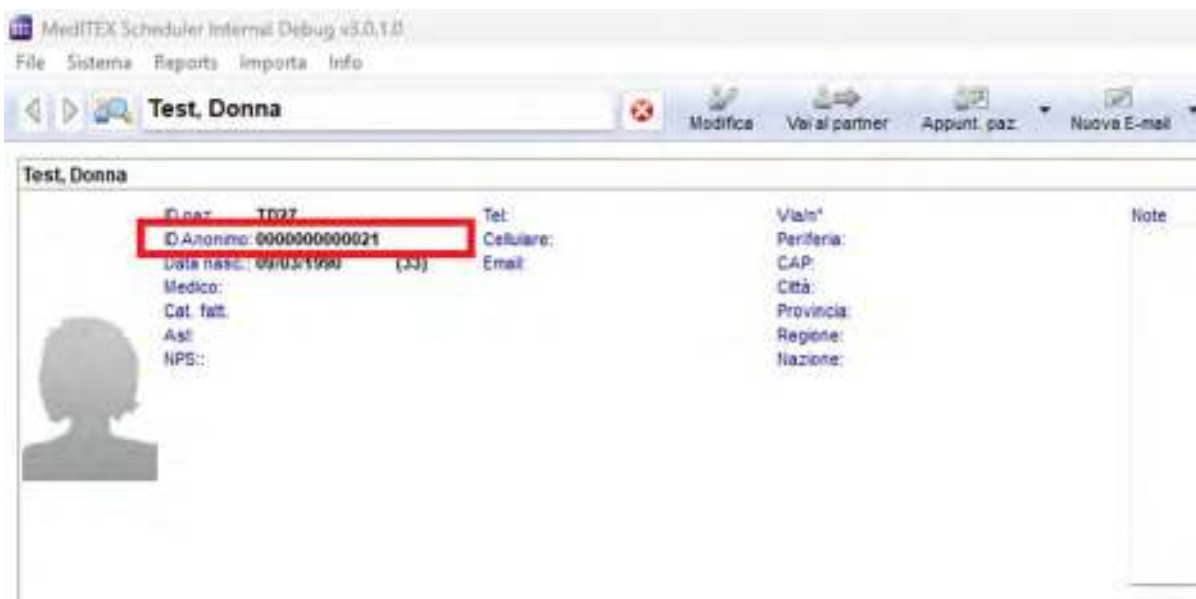 MedITEX Scheduler Internal Debug v3.0.1.0
File Sistema Reports Importa Info
Test, Donna
Modifica Vai al partner Appunt. paz. Nuova E-mail
Test, Donna
ID paz. TD27
ID Anonimo: 0000000000021
Data nasc.: 09/03/1990 (33)
Medico:
Cat. fatt.
Asl:
NPS::
Tel:
Cellulare:
Email:
Via/n°
Periferia:
CAP:
Città:
Provincia:
Regione:
Nazione:
Note